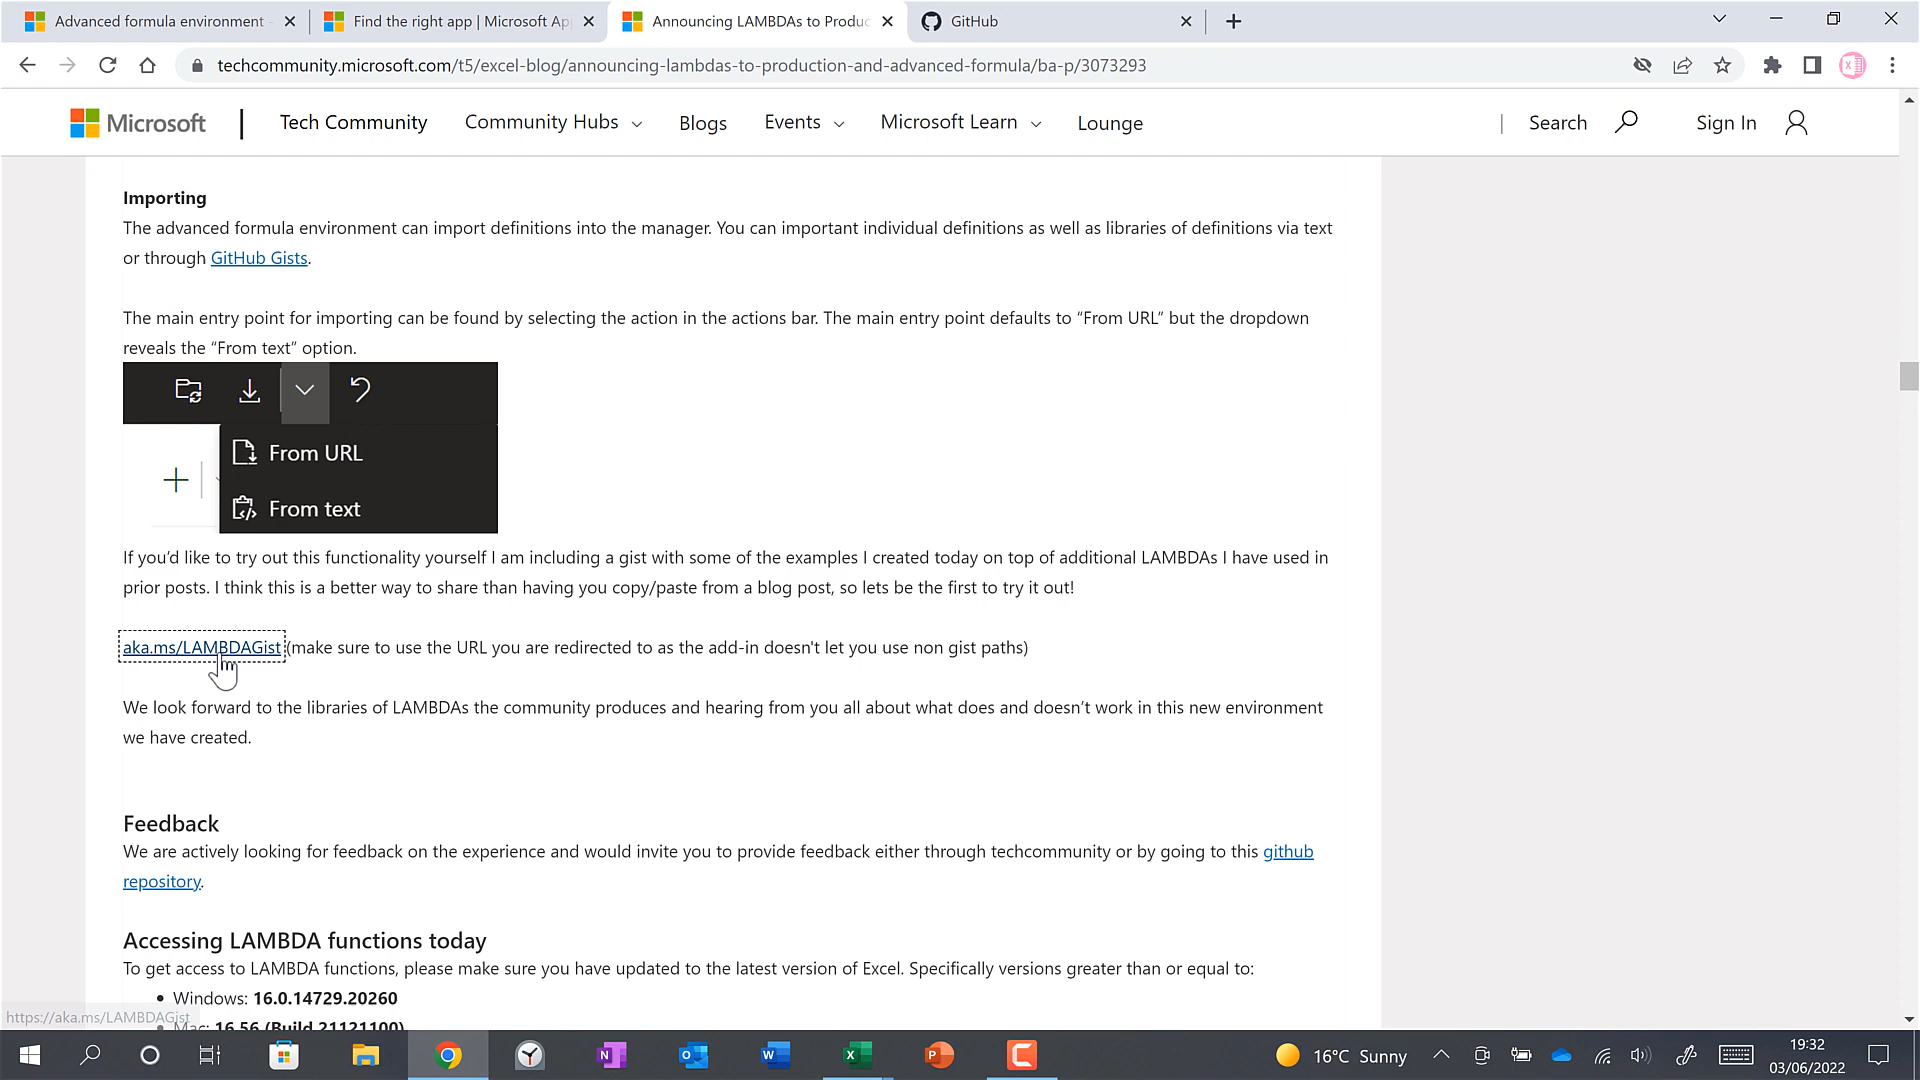 Advanced formula environment
Find the right app | Microsoft Ap
Announcing LAMBDAs to Produc
GitHub
techcommunity.microsoft.com/t5/excel-blog/announcing-lambdas-to-production-and-advanced-formula/ba-p/3073293
Microsoft
Tech Community
Community Hubs
Blogs
Events
Microsoft Learn
Lounge
Search
Sign In
Importing
The advanced formula environment can import definitions into the manager. You can important individual definitions as well as libraries of definitions via text
or through GitHub Gists.
The main entry point for importing can be found by selecting the action in the actions bar. The main entry point defaults to “From URL” but the dropdown
reveals the “From text” option.
From URL
From text
If you’d like to try out this functionality yourself I am including a gist with some of the examples I created today on top of additional LAMBDAs I have used in
prior posts. I think this is a better way to share than having you copy/paste from a blog post, so lets be the first to try it out!
aka.ms/LAMBDAGist (make sure to use the URL you are redirected to as the add-in doesn't let you use non gist paths)
We look forward to the libraries of LAMBDAs the community produces and hearing from you all about what does and doesn’t work in this new environment
we have created.
Feedback
We are actively looking for feedback on the experience and would invite you to provide feedback either through techcommunity or by going to this github
repository.
Accessing LAMBDA functions today
To get access to LAMBDA functions, please make sure you have updated to the latest version of Excel. Specifically versions greater than or equal to:
• Windows: 16.0.14729.20260
https://aka.ms/LAMBDAGist
• Mac: 16.56 (Build 21121100)
16°C Sunny
19:32
03/06/2022